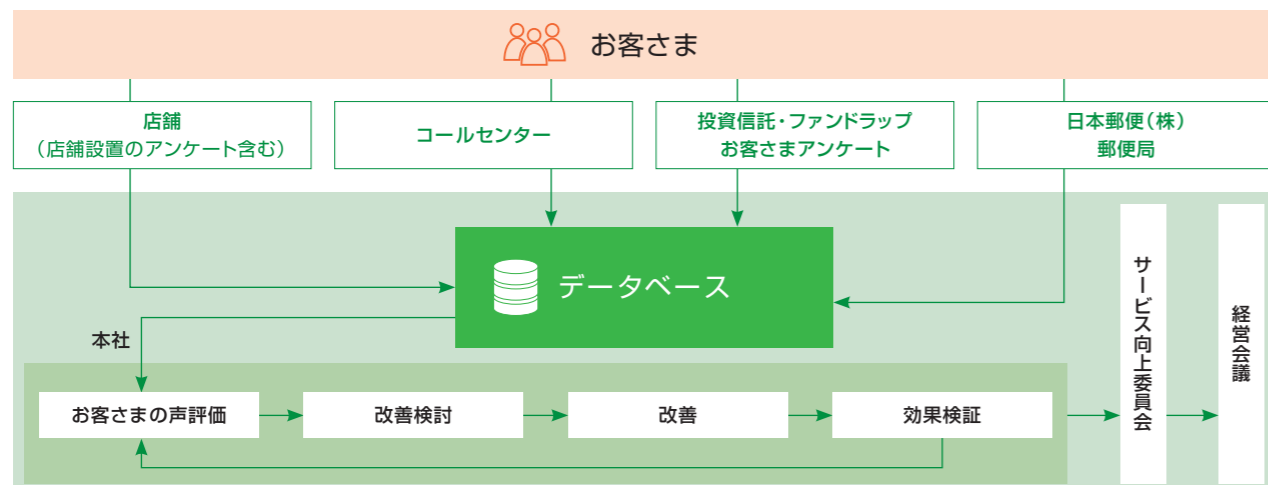 お客さま
店舗
（店舗設置のアンケート含む）
コールセンター
投資信託・ファンドラップ
お客さまアンケート
日本郵便（株）
郵便局
データベース
本社
お客さまの声評価
改善検討
改善
効果検証
サービス向上委員会
経営会議